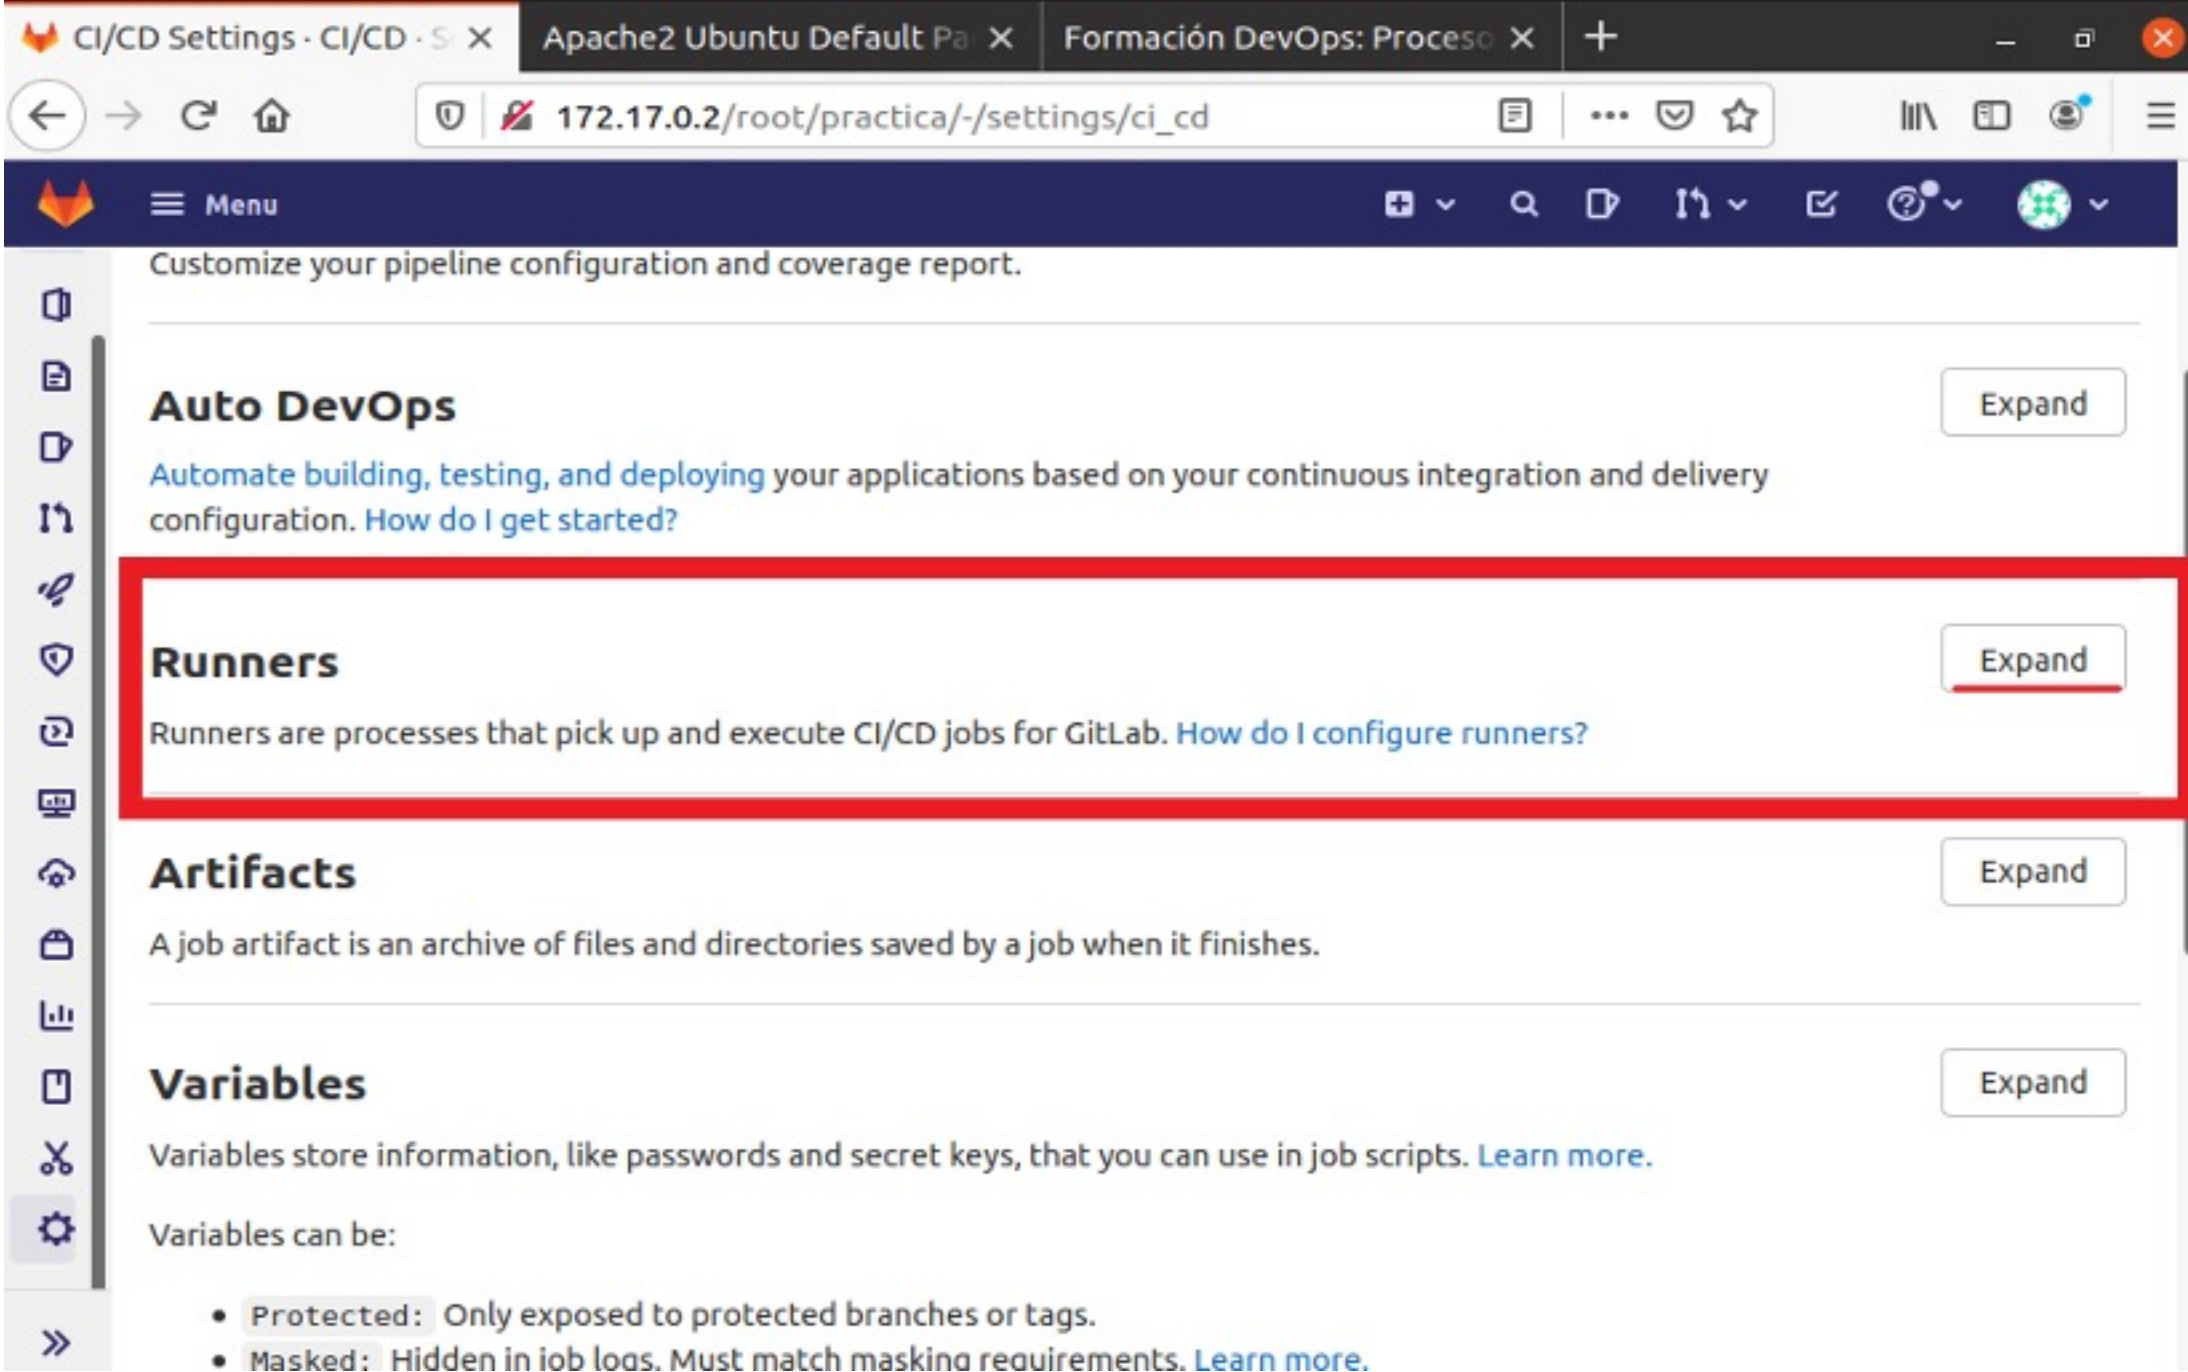 CI/CD Settings · CI/CD · S
Apache2 Ubuntu Default Pa
Formación DevOps: Proceso
172.17.0.2/root/practica/-/settings/ci_cd
Menu
Customize your pipeline configuration and coverage report.
Auto DevOps
Expand
Automate building, testing, and deploying your applications based on your continuous integration and delivery
configuration. How do I get started?
Runners
Expand
Runners are processes that pick up and execute CI/CD jobs for GitLab. How do I configure runners?
Artifacts
Expand
A job artifact is an archive of files and directories saved by a job when it finishes.
Variables
Expand
Variables store information, like passwords and secret keys, that you can use in job scripts. Learn more.
Variables can be:
• Protected: Only exposed to protected branches or tags.
• Masked: Hidden in job logs. Must match masking requirements. Learn more.